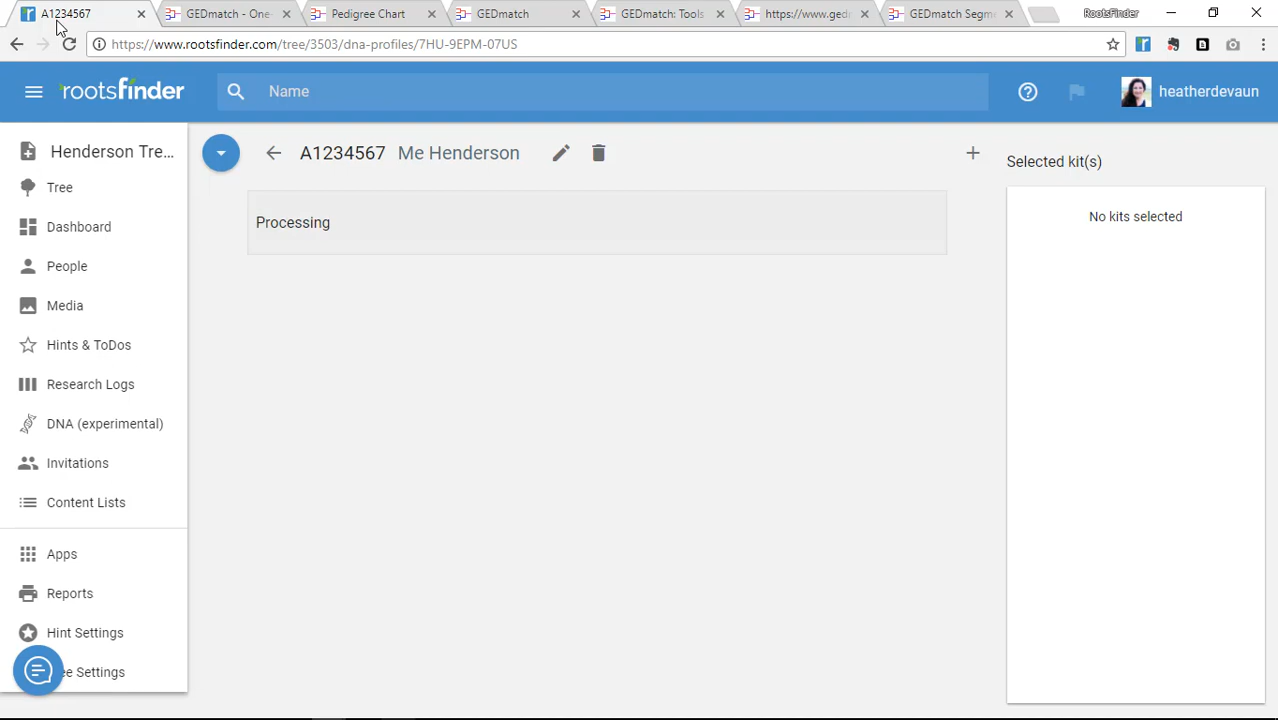 A1234567
GEDmatch - One-
Pedigree Chart
GEDmatch
GEDmatch: Tools
https://www.ged
GEDmatch Segm
RootsFinder
https://www.rootsfinder.com/tree/3503/dna-profiles/7HU-9EPM-07US
rootsfinder
Name
heatherdevaun
Henderson Tre...
A1234567 Me Henderson
Selected kit(s)
Tree
Processing
No kits selected
Dashboard
People
Media
Hints & ToDos
Research Logs
DNA (experimental)
Invitations
Content Lists
Apps
Reports
Hint Settings
ee Settings